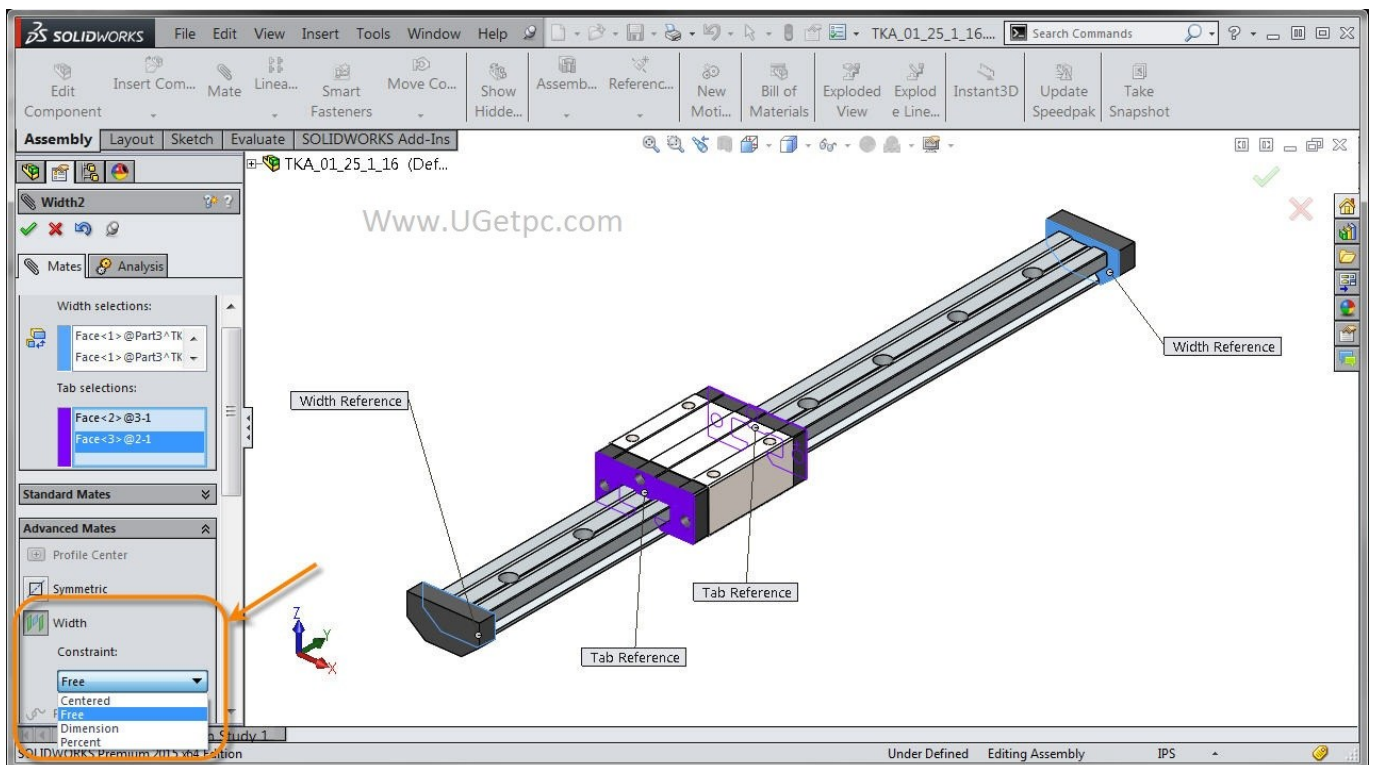 SOLIDWORKS File Edit View Insert Tools Window Help TKA_01_25_1_16.... Search Commands
Edit Component Insert Com... Mate Linea... Smart Fasteners Move Co... Show Hidde... Assemb... Referenc... New Moti... Bill of Materials Exploded View Explod e Line... Instant3D Update Speedpak Take Snapshot
Assembly Layout Sketch Evaluate SOLIDWORKS Add-Ins
TKA_01_25_1_16 (Def...
Width2
Www.UGetpc.com
Mates Analysis
Width selections:
Face<1>@Part3^TK
Face<1>@Part3^TK
Tab selections:
Face<2>@3-1
Face<3>@2-1
Standard Mates
Advanced Mates
Profile Center
Symmetric
Width
Constraint:
Free
Centered
Free
Dimension
Percent
Width Reference
Width Reference
Tab Reference
Tab Reference
Z
Y
X
Study 1
SOLIDWORKS Premium 2015 x64 Edition Under Defined Editing Assembly IPS